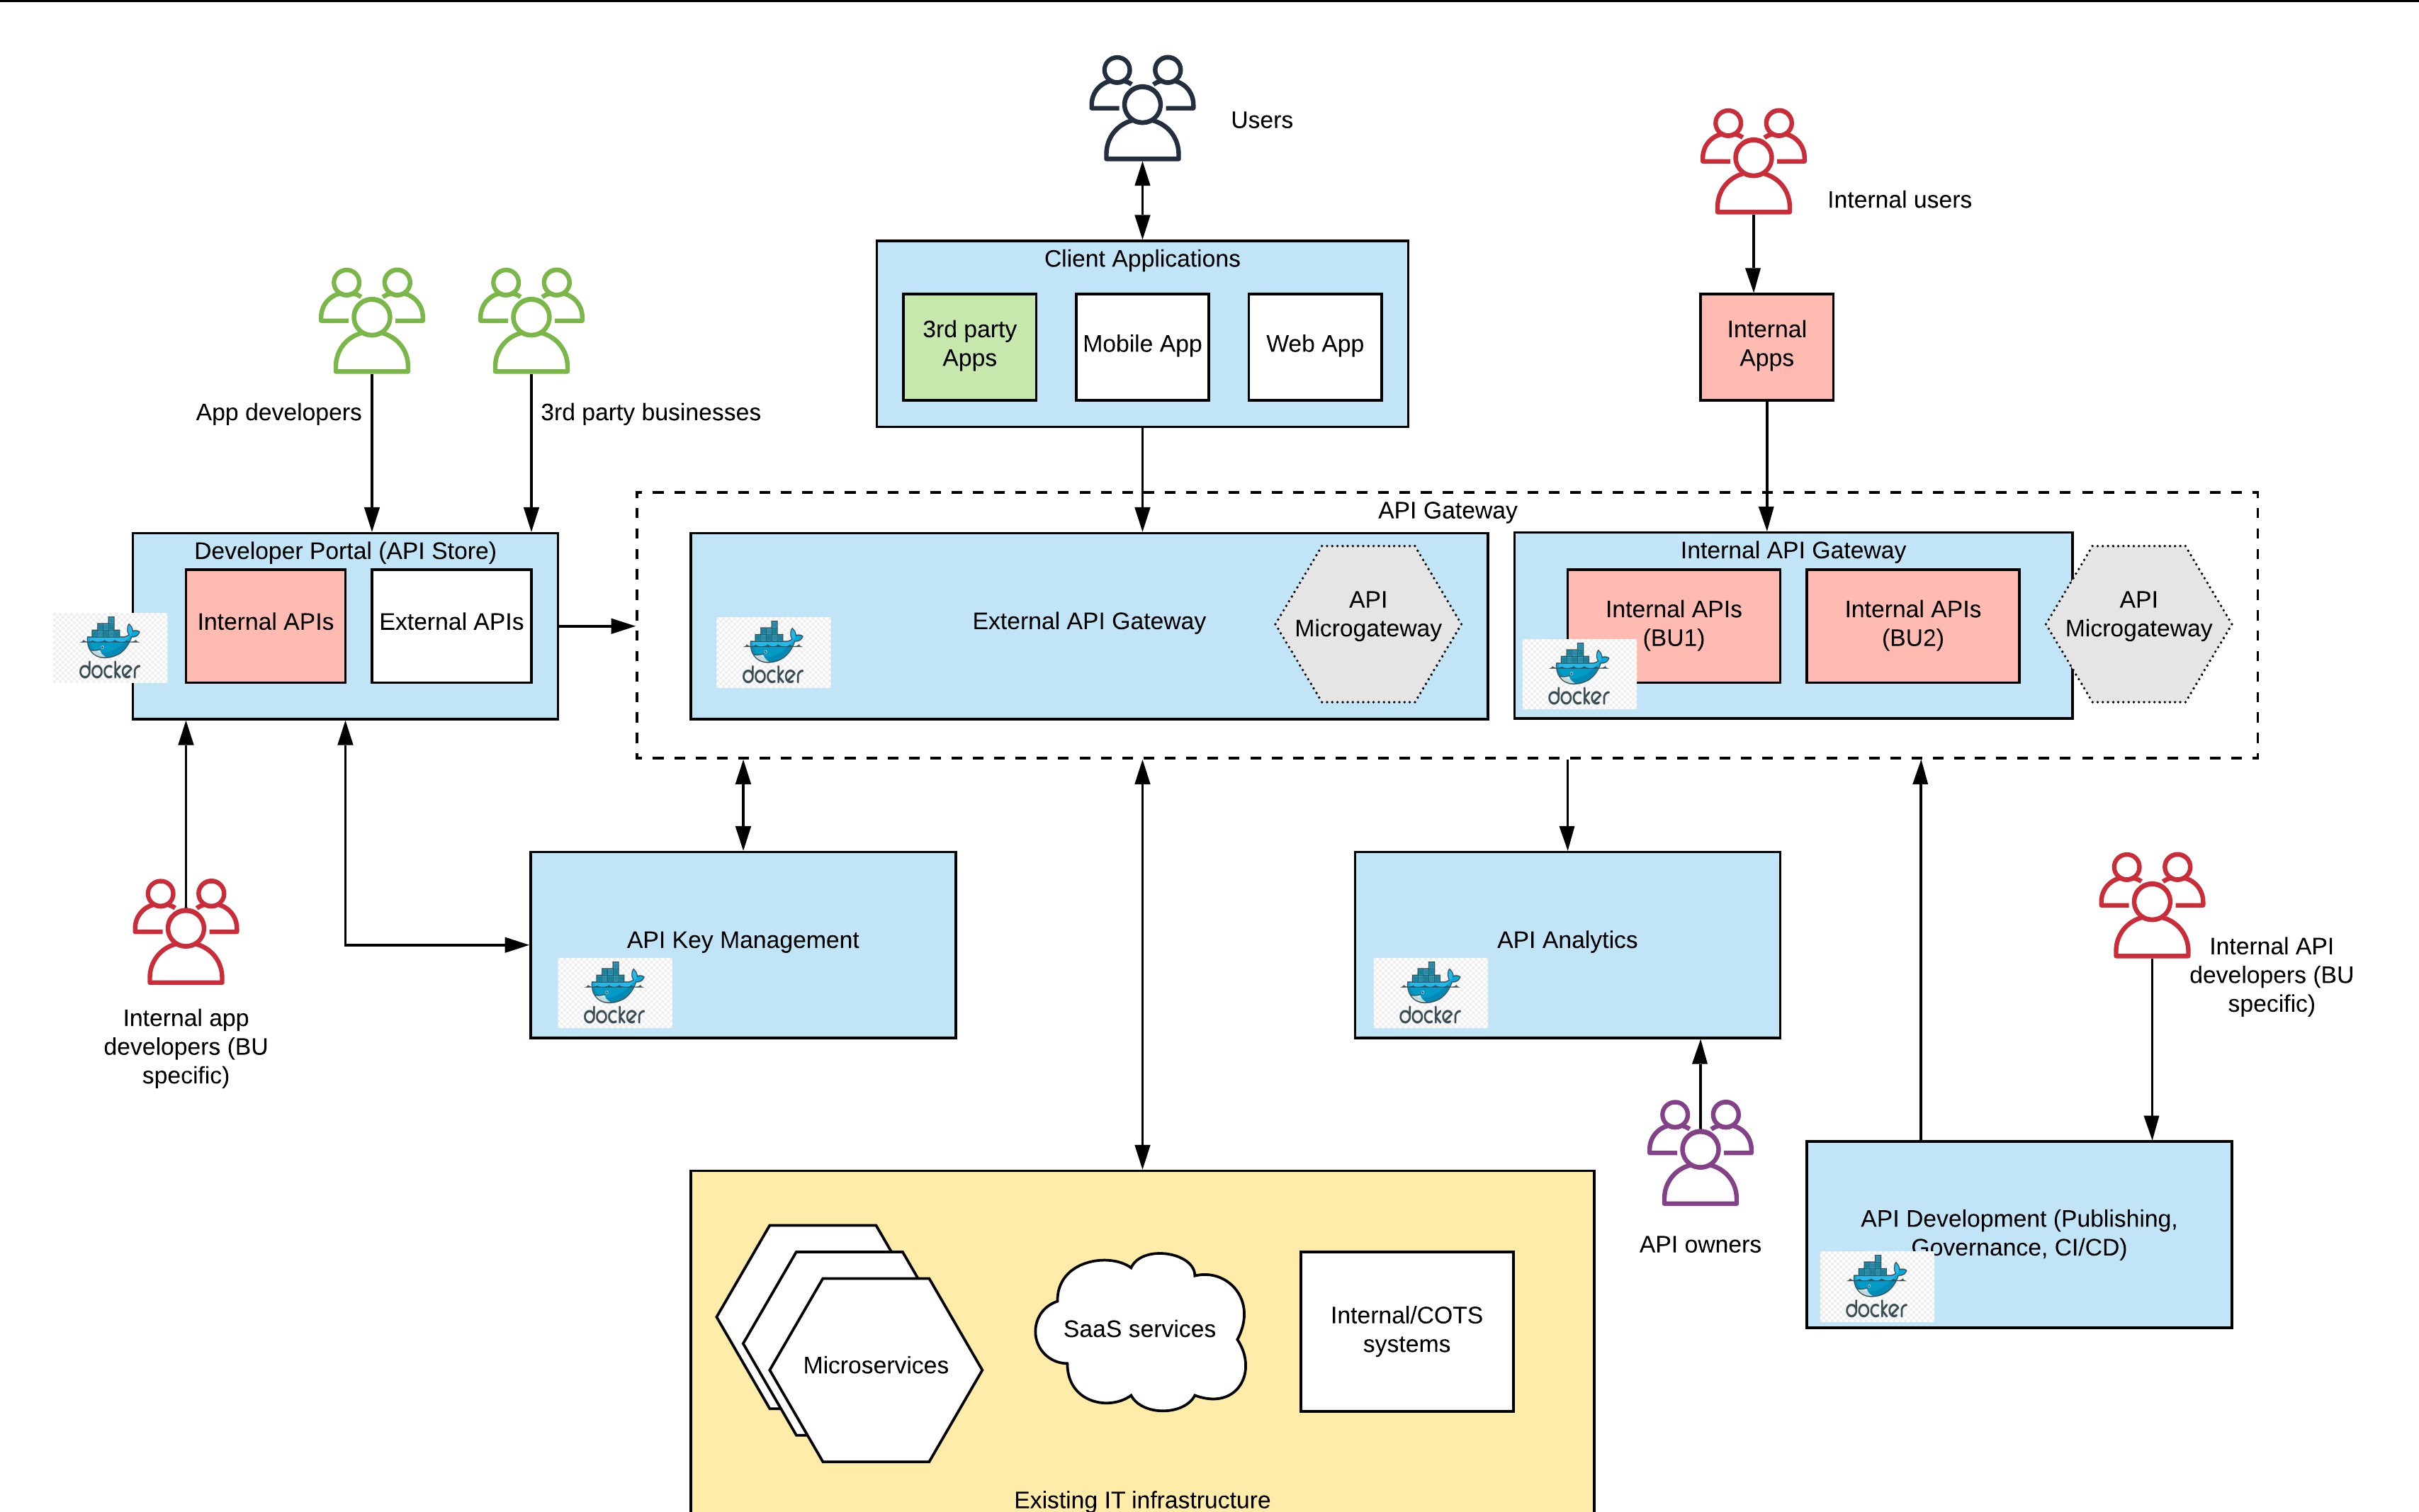 Users
Internal users
Client Applications
3rd party
Apps
Mobile App
Web App
Internal
Apps
App developers
3rd party businesses
API Gateway
Developer Portal (API Store)
Internal APIs
External APIs
docker
External API Gateway
docker
API
Microgateway
Internal API Gateway
Internal APIs
(BU1)
Internal APIs
(BU2)
docker
API
Microgateway
API Key Management
docker
API Analytics
docker
Internal API
developers (BU
specific)
Internal app
developers (BU
specific)
API owners
API Development (Publishing,
Governance, CI/CD)
docker
Microservices
SaaS services
Internal/COTS
systems
Existing IT infrastructure